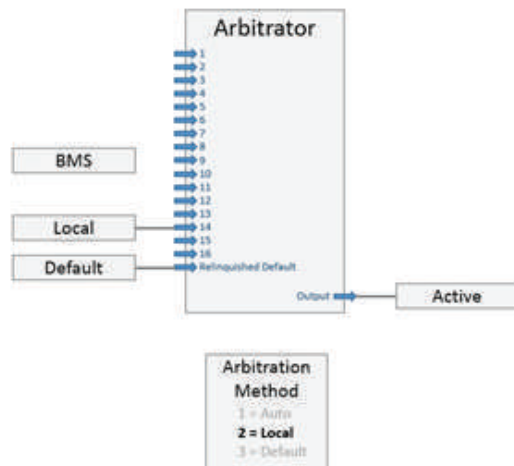 Arbitrator
1
2
3
4
5
6
7
8
BMS
9
10
11
12
13
Local
14
15
16
Default
Relinquished Default
Output
Active
Arbitration
Method
1 = Auto
2 = Local
3 = Default